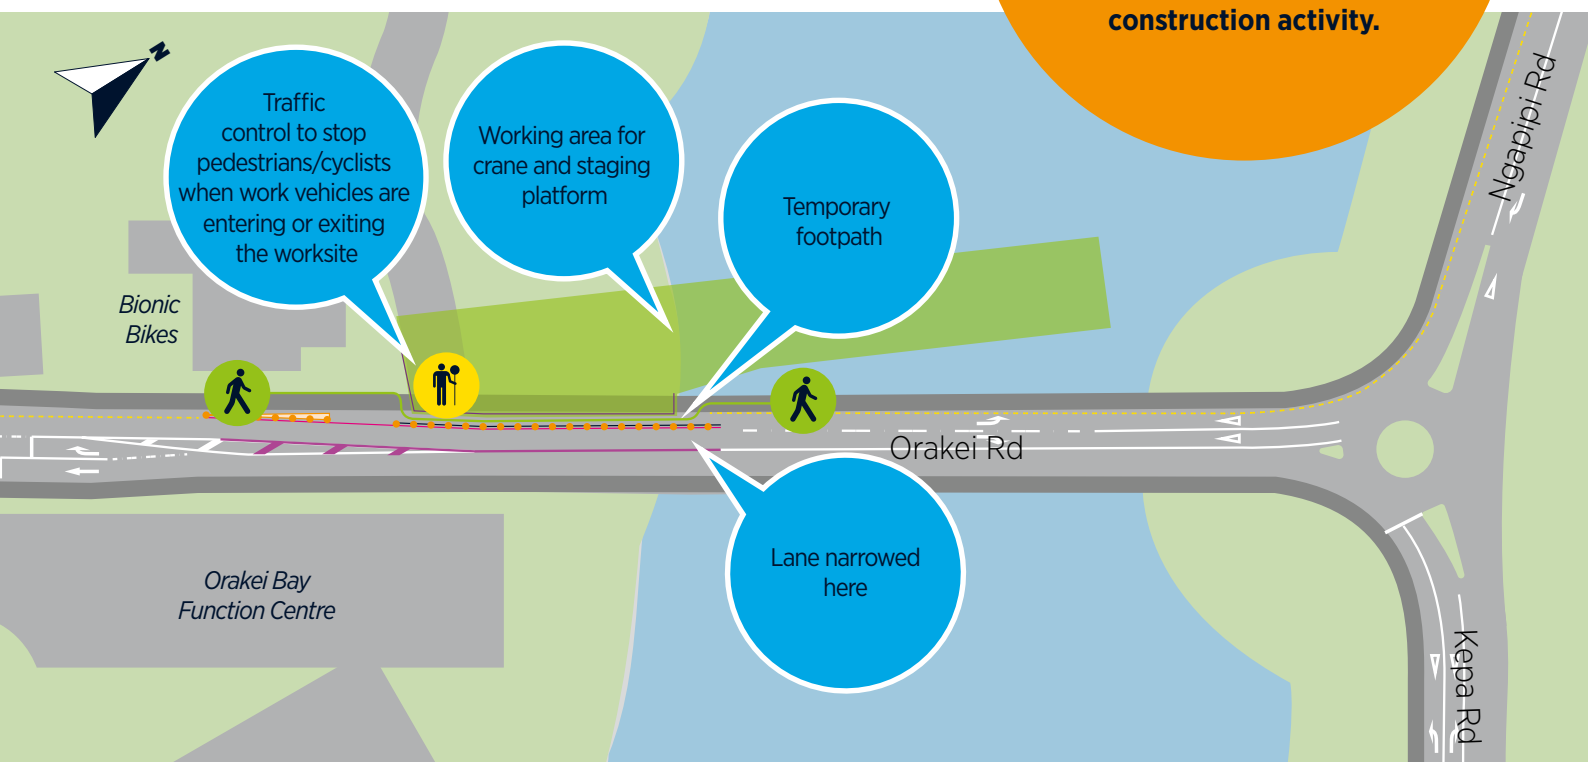 construction activity.
N
Traffic
control to stop
pedestrians/cyclists
when work vehicles are
entering or exiting
the worksite
Working area for
crane and staging
platform
Temporary
footpath
Ngapipi Rd
Bionic
Bikes
Orakei Rd
Lane narrowed
here
Orakei Bay
Function Centre
Kepa Rd